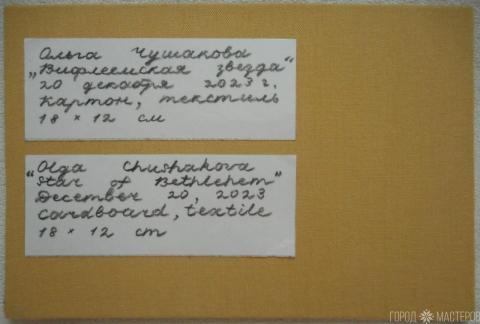 Ольга Чушакова
„Вифлеемская звезда“
20 декабря 2023 г.
картон, текстиль
18 × 12 см
Olga Chushakova
“Star of Bethlehem”
December 20, 2023
cardboard, textile
18 × 12 cm
ГОРОД МАСТЕРОВ